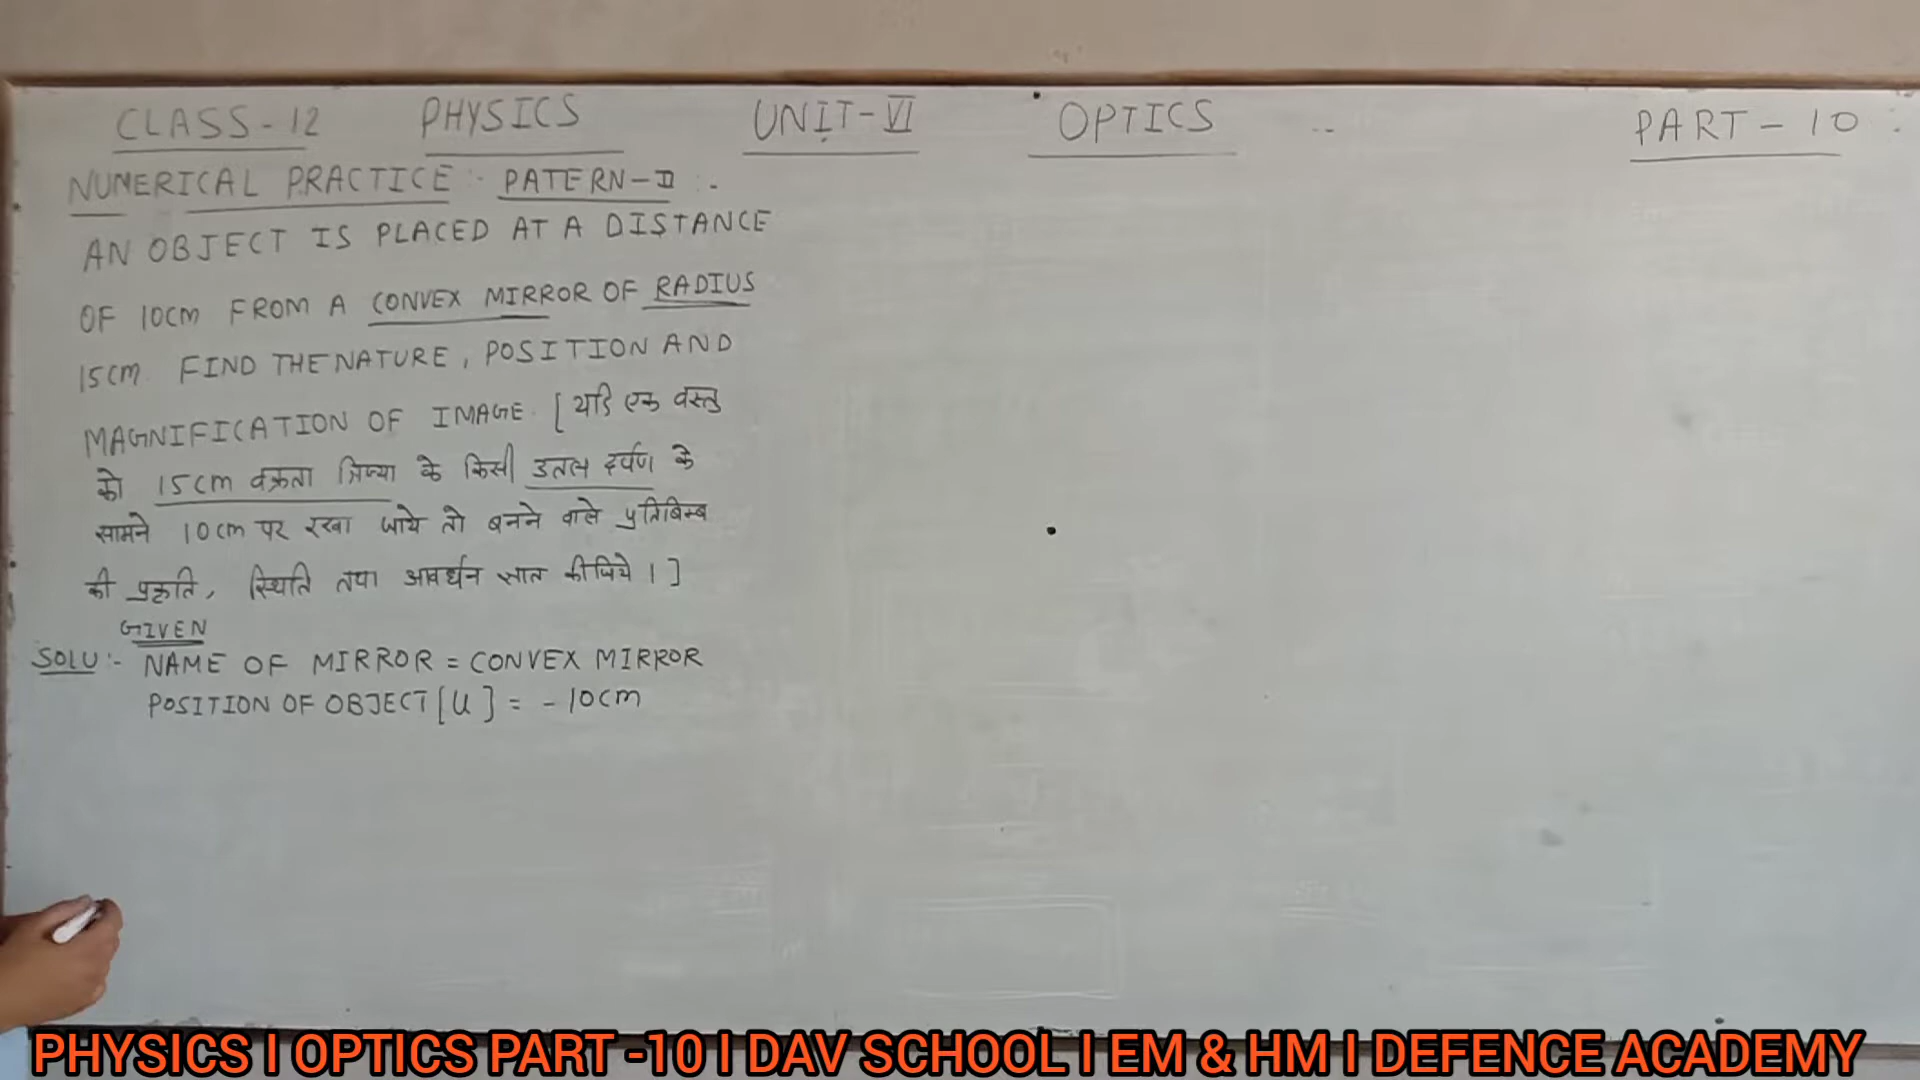 CLASS-12 PHYSICS UNIT-VI OPTICS PART-10
NUMERICAL PRACTICE :- PATERN-II :-
AN OBJECT IS PLACED AT A DISTANCE
OF 10CM FROM A CONVEX MIRROR OF RADIUS
15CM. FIND THE NATURE, POSITION AND
MAGNIFICATION OF IMAGE. [यदि एक वस्तु
को 15cm वक्रता त्रिज्या के किसी उत्तल दर्पण के
सामने 10cm पर रखा जाये तो बनने वाले प्रतिबिम्ब
की प्रकृति, स्थिति तथा आवर्धन ज्ञात कीजिये।]
GIVEN
SOLU:- NAME OF MIRROR = CONVEX MIRROR
POSITION OF OBJECT [U] = -10CM
PHYSICS I OPTICS PART -10 I DAV SCHOOL I EM & HM I DEFENCE ACADEMY